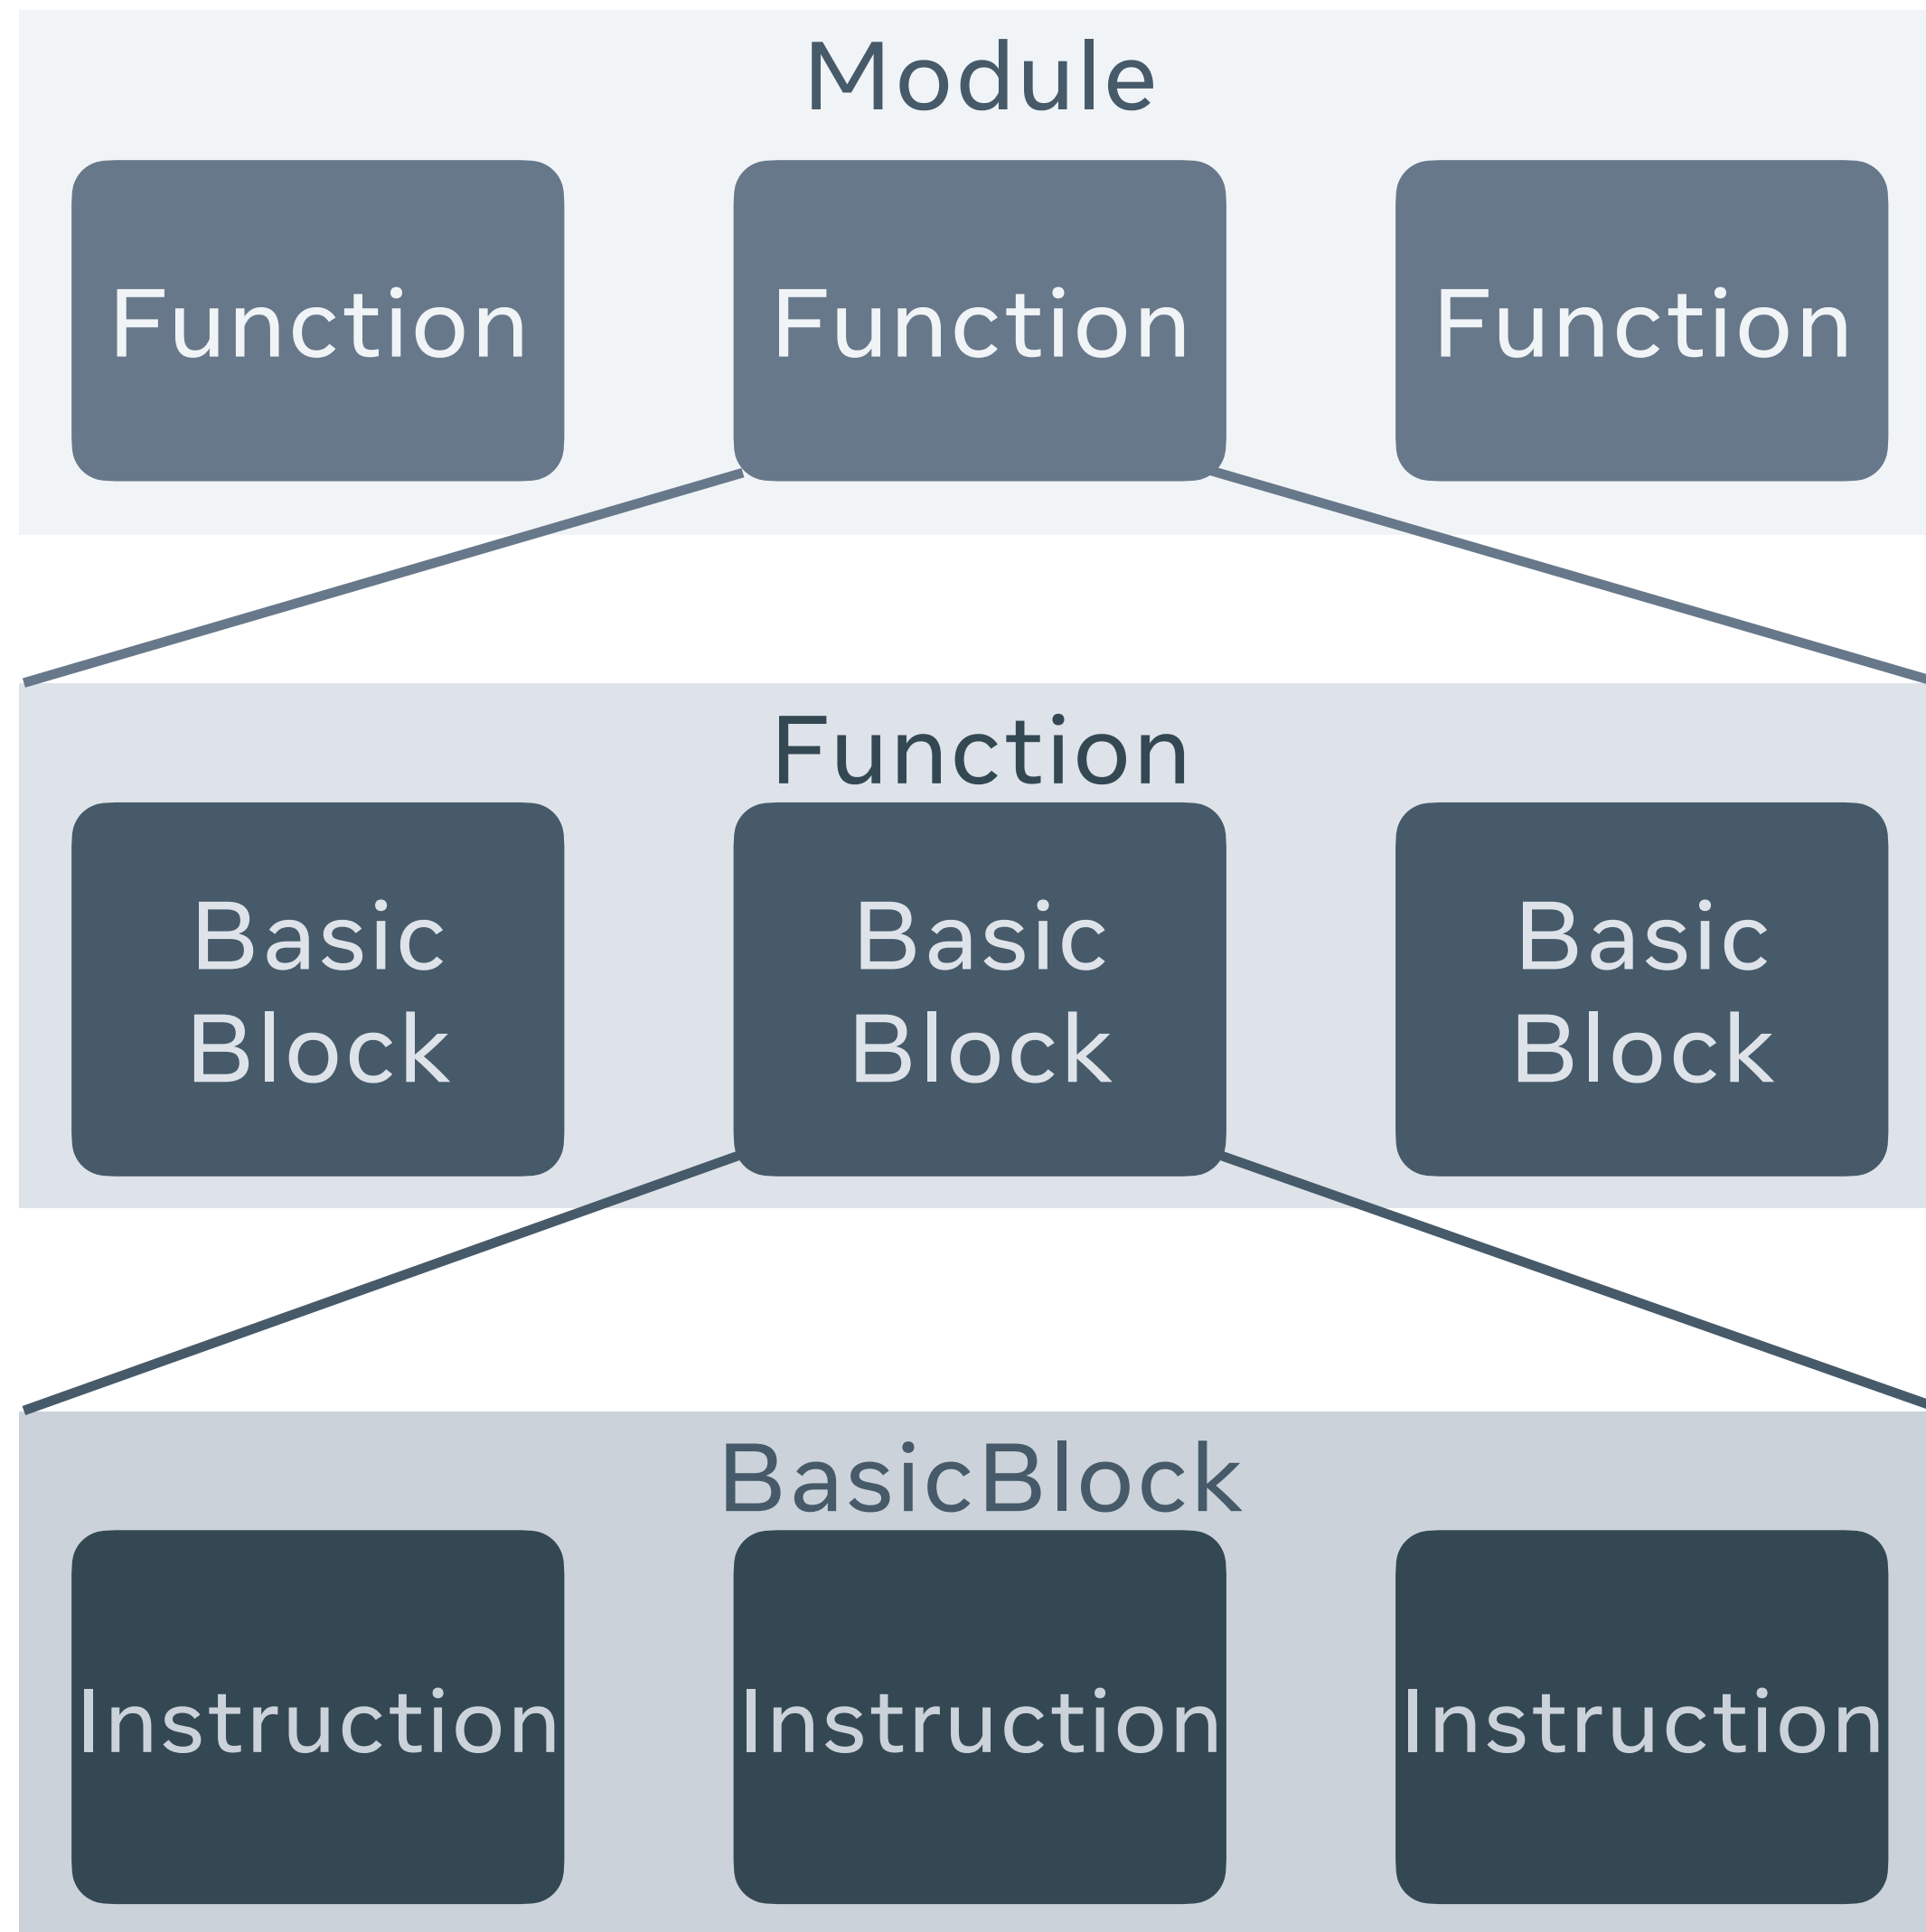 Module
Function Function Function
Function
Basic Basic Basic
Block Block Block
BasicBlock
Instruction Instruction Instruction